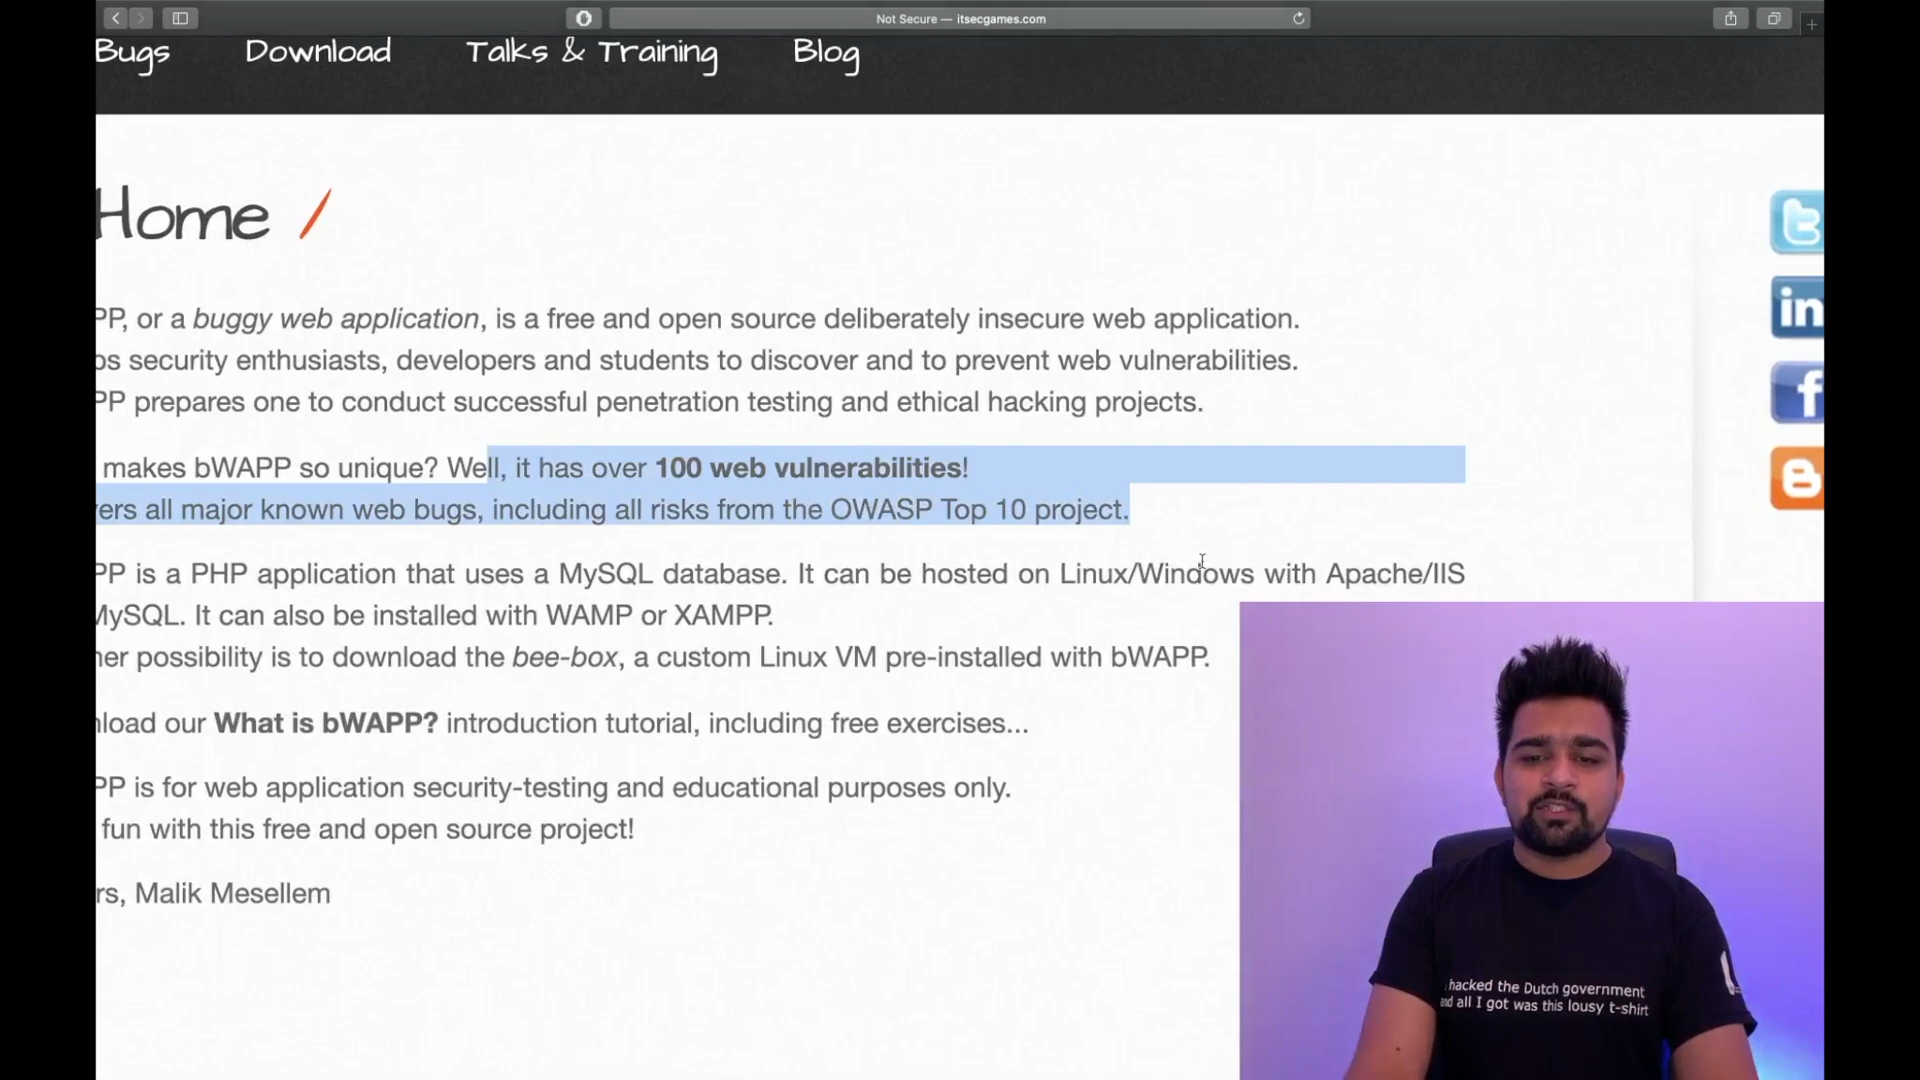 Not Secure — itsecgames.com
Bugs Download Talks & Training Blog
Home /
PP, or a buggy web application, is a free and open source deliberately insecure web application.
ps security enthusiasts, developers and students to discover and to prevent web vulnerabilities.
PP prepares one to conduct successful penetration testing and ethical hacking projects.
makes bWAPP so unique? Well, it has over 100 web vulnerabilities!
vers all major known web bugs, including all risks from the OWASP Top 10 project.
PP is a PHP application that uses a MySQL database. It can be hosted on Linux/Windows with Apache/IIS
MySQL. It can also be installed with WAMP or XAMPP.
her possibility is to download the bee-box, a custom Linux VM pre-installed with bWAPP.
nload our What is bWAPP? introduction tutorial, including free exercises...
PP is for web application security-testing and educational purposes only.
fun with this free and open source project!
rs, Malik Mesellem
hacked the Dutch government
and all I got was this lousy t-shirt